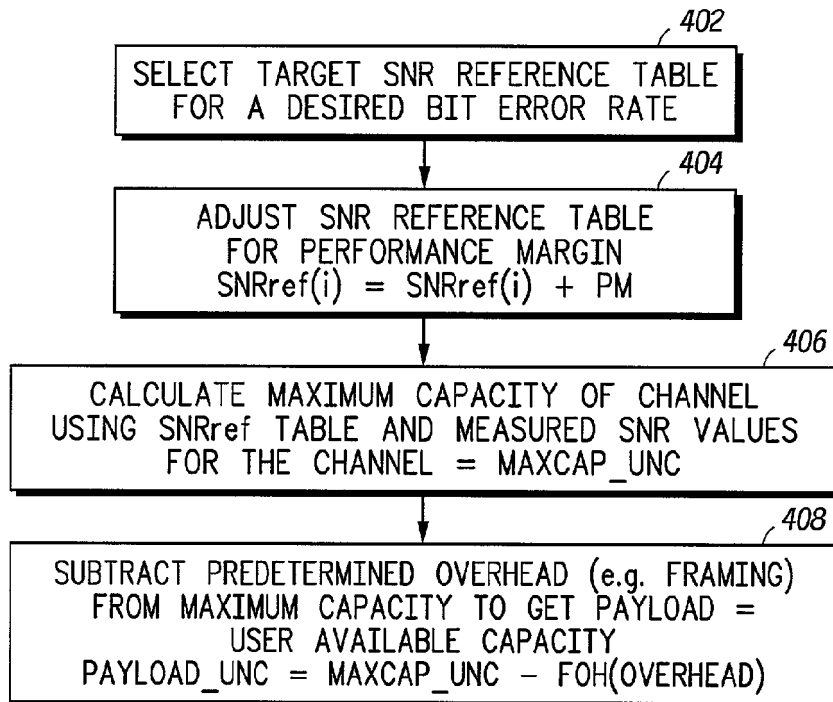 402
SELECT TARGET SNR REFERENCE TABLE
FOR A DESIRED BIT ERROR RATE
404
ADJUST SNR REFERENCE TABLE
FOR PERFORMANCE MARGIN
SNRref(i) = SNRref(i) + PM
406
CALCULATE MAXIMUM CAPACITY OF CHANNEL
USING SNRref TABLE AND MEASURED SNR VALUES
FOR THE CHANNEL = MAXCAP_UNC
408
SUBTRACT PREDETERMINED OVERHEAD (e.g. FRAMING)
FROM MAXIMUM CAPACITY TO GET PAYLOAD =
USER AVAILABLE CAPACITY
PAYLOAD_UNC = MAXCAP_UNC - FOH(OVERHEAD)